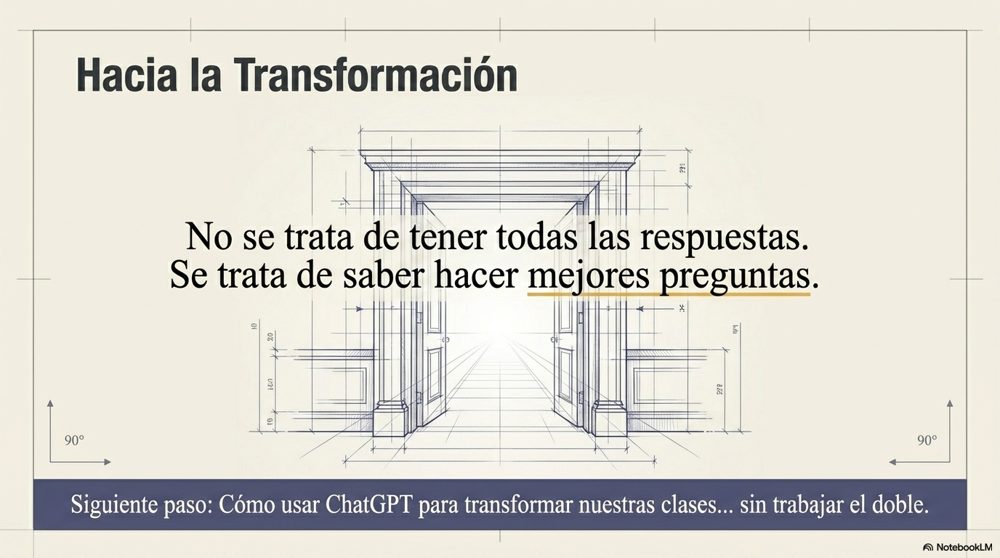 Hacia la Transformación
No se trata de tener todas las respuestas.
Se trata de saber hacer mejores preguntas.
90°
90°
Siguiente paso: Cómo usar ChatGPT para transformar nuestras clases... sin trabajar el doble.
NotebookLM